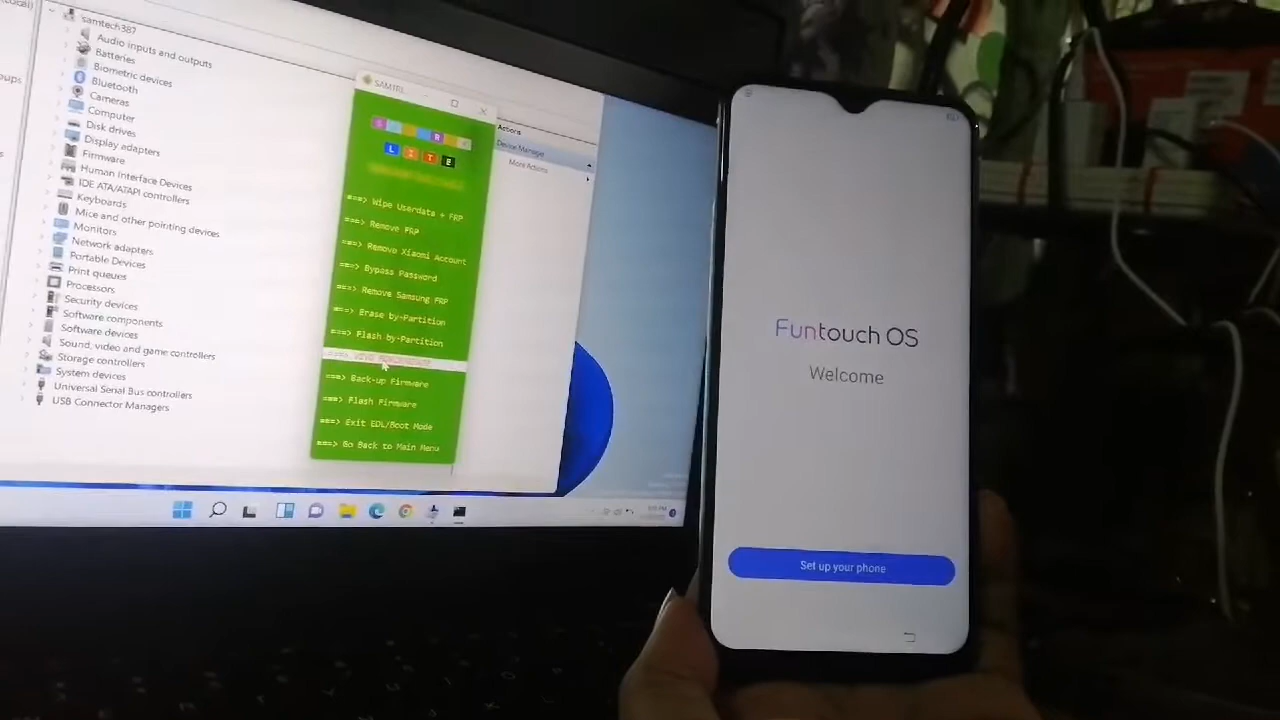 samtech387
Audio inputs and outputs
Batteries
Biometric devices
Bluetooth
Cameras
Computer
Disk drives
Display adapters
Firmware
Human Interface Devices
IDE ATA/ATAPI controllers
Keyboards
Mice and other pointing devices
Monitors
Network adapters
Portable Devices
Print queues
Processors
Security devices
Software components
Software devices
Sound, video and game controllers
Storage controllers
System devices
Universal Serial Bus controllers
USB Connector Managers
L I T E
===> Wipe Userdata + FRP
===> Remove FRP
===> Remove Xiaomi Account
===> Bypass Password
===> Remove Samsung FRP
===> Erase by-Partition
===> Flash by-Partition
===> Back-up Firmware
===> Flash Firmware
===> Exit EDL/Boot Mode
===> Go Back to Main Menu
Actions
Device Manager
More Actions
Funtouch OS
Welcome
Set up your phone